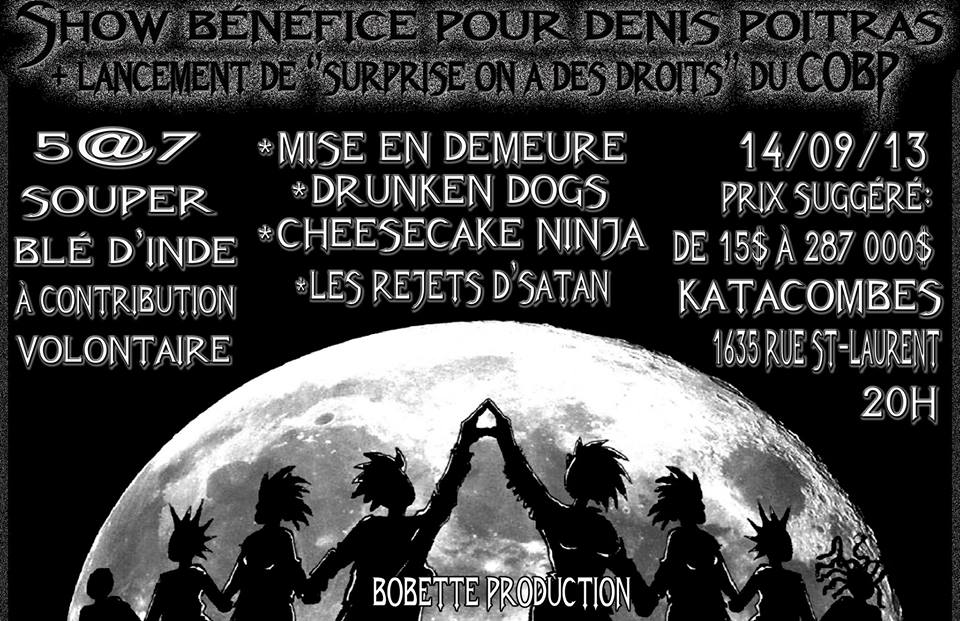 SHOW BÉNÉFICE POUR DENIS POITRAS
+ LANCEMENT DE "SURPRISE ON A DES DROITS" DU COBP
5@7
SOUPER
BLÉ D'INDE
À CONTRIBUTION
VOLONTAIRE
*MISE EN DEMEURE
*DRUNKEN DOGS
*CHEESECAKE NINJA
*LES REJETS D'SATAN
14/09/13
PRIX SUGGÉRÉ:
DE 15$ À 287 000$
KATACOMBES
1635 RUE ST-LAURENT
20H
BOBETTE PRODUCTION